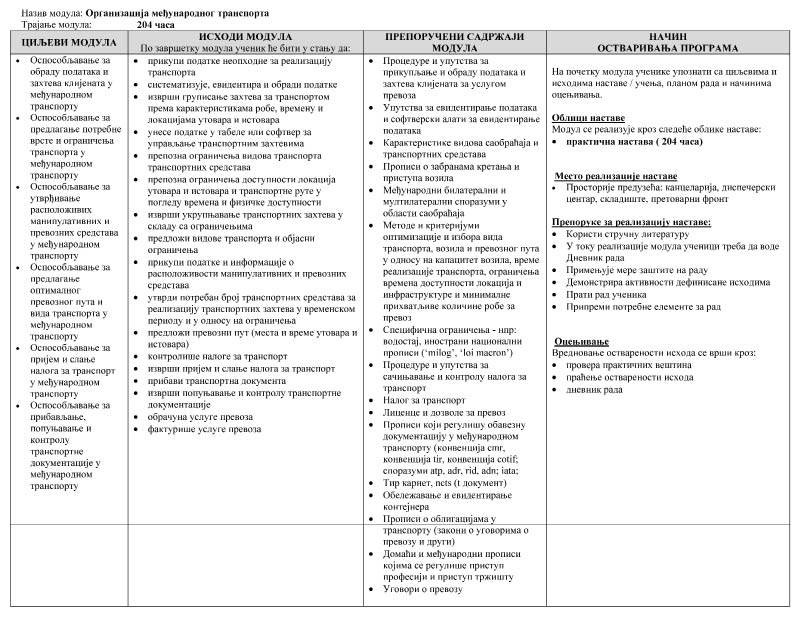 Назив модула: Организација међународног транспорта
Трајање модула: 204 часа
ЦИЉЕВИ МОДУЛА
ИСХОДИ МОДУЛА
По завршетку модула ученик ће бити у стању да:
ПРЕПОРУЧЕНИ САДРЖАЈИ
МОДУЛА
НАЧИН
ОСТВАРИВАЊА ПРОГРАМА
• Оспособљавање за
обраду података и
захтева клијената у
међународном
транспорту
• Оспособљавање за
предлагање потребне
врсте и ограничења
транспорта у
међународном
транспорту
• Оспособљавање за
утврђивање
расположивих
манипулативних и
превозних средстава
у међународном
транспорту
• Оспособљавање за
предлагање
оптималног
превозног пута и
вида транспорта у
међународном
транспорту
• Оспособљавање за
пријем и слање
налога за транспорт
у међународном
транспорту
• Оспособљавање за
прибављање,
попуњавање и
контролу
транспортне
документације у
међународном
транспорту
• прикупи податке неопходне за реализацију
транспорта
• систематизује, евидентира и обради податке
• изврши груписање захтева за транспортом
према карактеристикама робе, времену и
локацијама утовара и истовара
• унесе податке у табеле или софтвер за
управљање транспортним захтевима
• препозна ограничења видова транспорта
транспортних средстава
• препозна ограничења доступности локација
утовара и истовара и транспортне руте у
погледу времена и физичке доступности
• изврши укрупњавање транспортних захтева у
складу са ограничењима
• предложи видове транспорта и објасни
ограничења
• прикупи податке и информације о
расположивости манипулативних и превозних
средстава
• утврди потребан број транспортних средстава за
реализацију транспортних захтева у временском
периоду и у односу на ограничења
• предложи превозни пут (места и време утовара и
истовара)
• контролише налоге за транспорт
• изврши пријем и слање налога за транспорт
• прибави транспортна документа
• изврши попуњавање и контролу транспортне
документације
• обрачуна услуге превоза
• фактурише услуге превоза
• Процедуре и упутства за
прикупљање и обраду података и
захтева клијената за услугом
превоза
• Упутства за евидентирање података
и софтверски алати за евидентирање
података
• Карактеристике видова саобраћаја и
транспортних средстава
• Прописи о забранама кретања и
приступа возила
• Међународни билатерални и
мултилатерални споразуми у
области саобраћаја
• Методе и критеријуми
оптимизације и избора вида
транспорта, возила и превозног пута
у односу на капацитет возила, време
реализације транспорта, ограничења
времена доступности локација и
инфраструктуре и минималне
прихватљиве количине робе за
превоз
• Специфична ограничења - нпр:
водостај, инострани национални
прописи (‘milog’, ‘loi macron’)
• Процедуре и упутства за
сачињавање и контролу налога за
транспорт
• Налог за транспорт
• Лиценце и дозволе за превоз
• Прописи који регулишу обавезну
документацију у међународном
транспорту (конвенција cmr,
конвенција tir, конвенција cotif;
споразуми atp, adr, rid, adn; iata;
• Тир карнет, ncts (t документ)
• Обележавање и евидентирање
контејнера
• Прописи о облигацијама у
транспорту (закони о уговорима о
превозу и други)
• Домаћи и међународни прописи
којима се регулише приступ
професији и приступ тржишту
• Уговори о превозу
На почетку модула ученике упознати са циљевима и
исходима наставе / учења, планом рада и начинима
оцењивања.
Облици наставе
Модул се реализује кроз следеће облике наставе:
• практична настава ( 204 часа)
Место реализације наставе
• Просторије предузећа: канцеларија, диспечерски
центар, складиште, претоварни фронт
Препоруке за реализацију наставе:
• Користи стручну литературу
• У току реализације модула ученици треба да воде
Дневник рада
• Примењује мере заштите на раду
• Демонстрира активности дефинисане исходима
• Прати рад ученика
• Припреми потребне елементе за рад
Оцењивање
Вредновање остварености исхода се врши кроз:
• провера практичних вештина
• праћење остварености исхода
• дневник рада